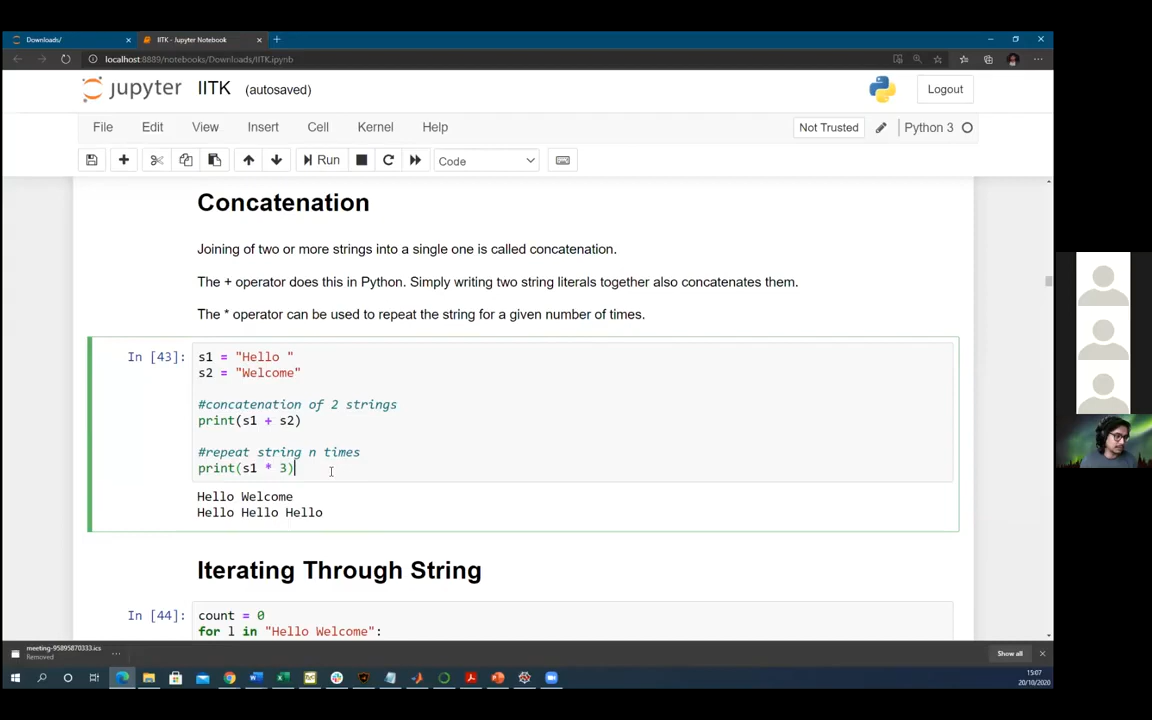 Downloads/
IITK - Jupyter Notebook
localhost:8889/notebooks/Downloads/IITK.ipynb
jupyter IITK (autosaved)
Logout
File Edit View Insert Cell Kernel Help
Not Trusted
Python 3
Run
Code
Concatenation
Joining of two or more strings into a single one is called concatenation.
The + operator does this in Python. Simply writing two string literals together also concatenates them.
The * operator can be used to repeat the string for a given number of times.
In [43]:
s1 = "Hello "
s2 = "Welcome"
#concatenation of 2 strings
print(s1 + s2)
#repeat string n times
print(s1 * 3)
Hello Welcome
Hello Hello Hello
Iterating Through String
In [44]:
count = 0
for l in "Hello Welcome":
meeting-95895870333.ics
Removed
Show all
15:07
20/10/2020